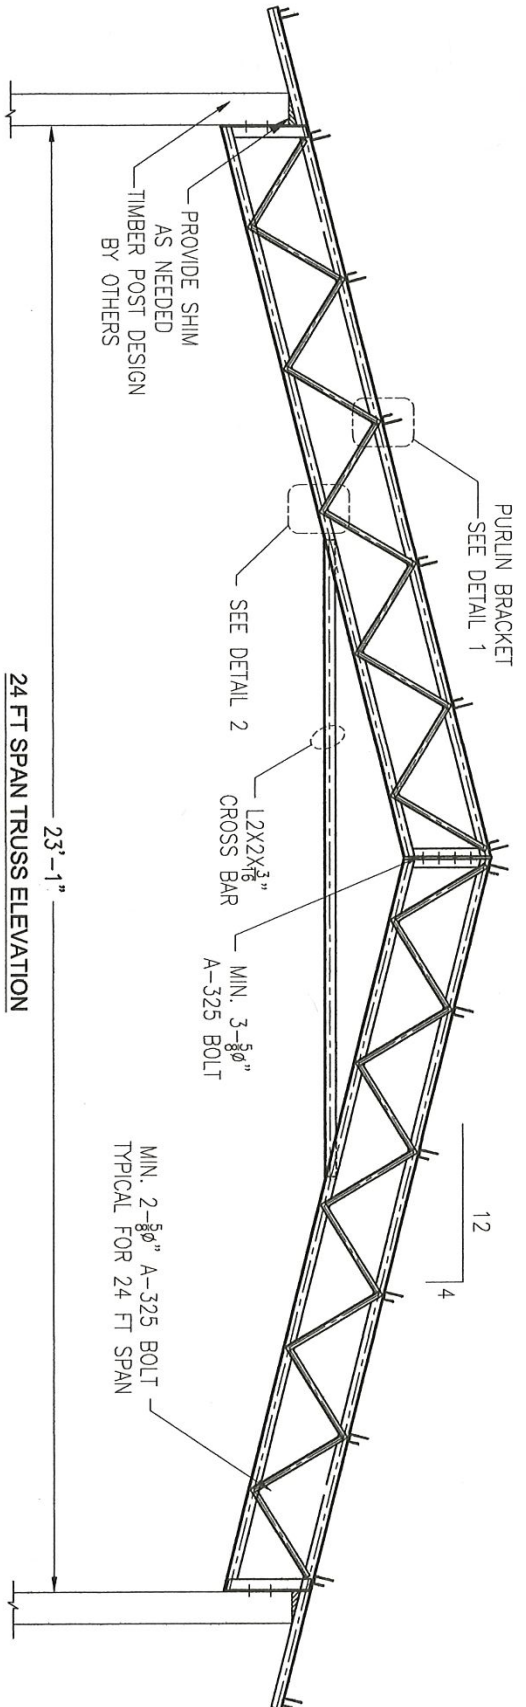 PURLIN BRACKET
SEE DETAIL 1
12
4
PROVIDE SHIM
AS NEEDED
TIMBER POST DESIGN
BY OTHERS
SEE DETAIL 2
L2X2X3/16"
CROSS BAR
MIN. 3-5/8"ø
A-325 BOLT
MIN. 2-5/8"ø A-325 BOLT
TYPICAL FOR 24 FT SPAN
23'-1"
24 FT SPAN TRUSS ELEVATION